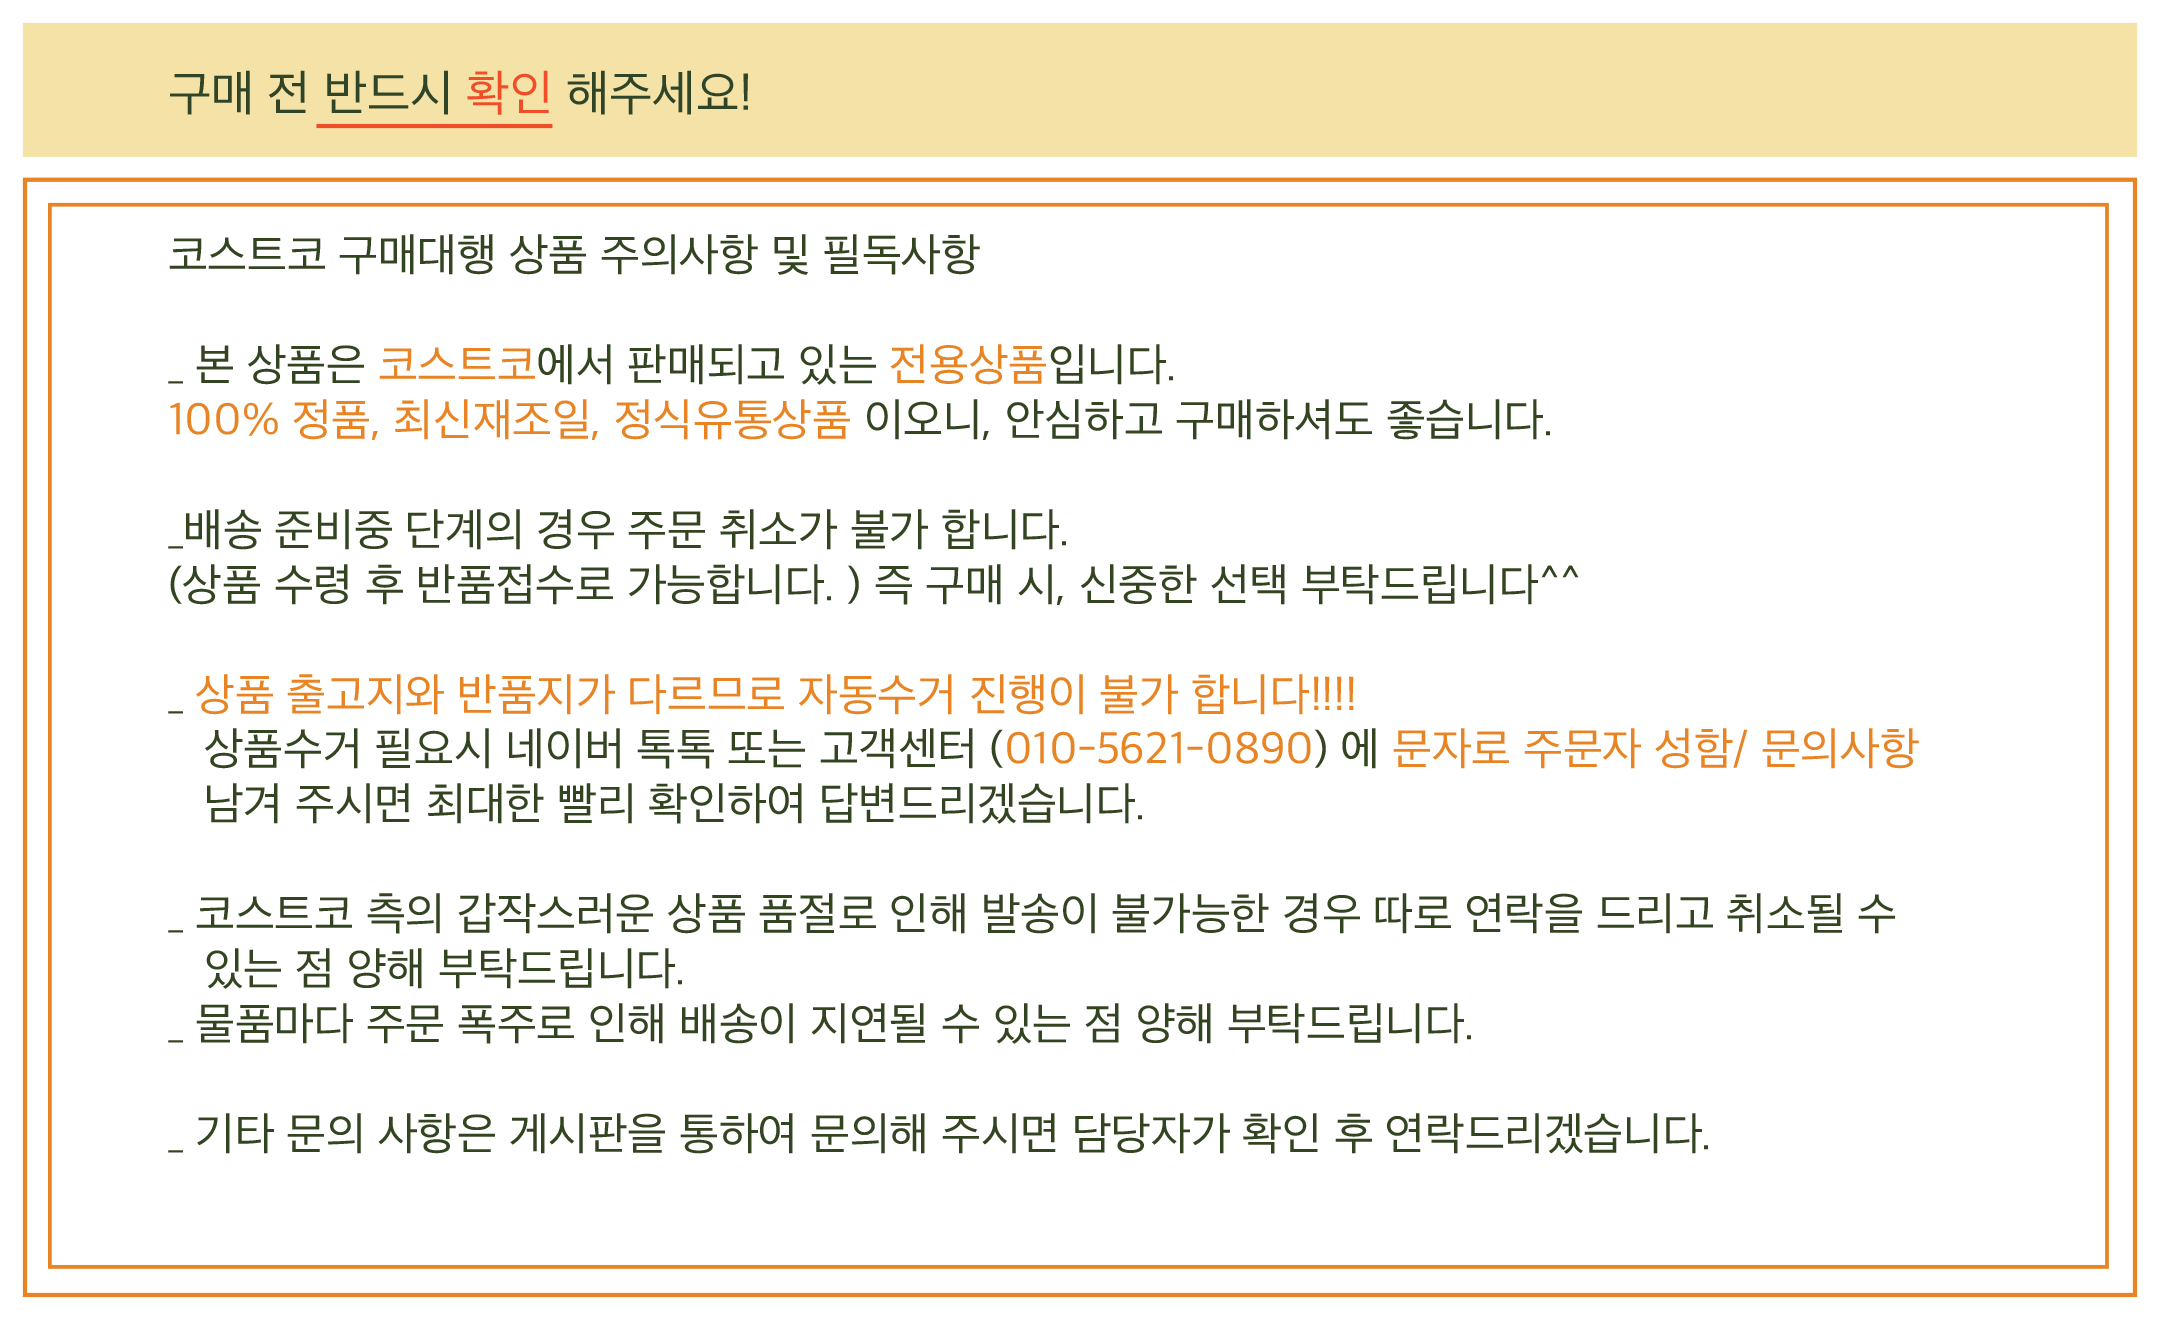 구매 전 반드시 확인 해주세요!
코스트코 구매대행 상품 주의사항 및 필독사항
_ 본 상품은 코스트코에서 판매되고 있는 전용상품입니다.
100% 정품, 최신재조일, 정식유통상품 이오니, 안심하고 구매하셔도 좋습니다.
_배송 준비중 단계의 경우 주문 취소가 불가 합니다.
(상품 수령 후 반품접수로 가능합니다. ) 즉 구매 시, 신중한 선택 부탁드립니다^^
_ 상품 출고지와 반품지가 다르므로 자동수거 진행이 불가 합니다!!!!
상품수거 필요시 네이버 톡톡 또는 고객센터 (010-5621-0890) 에 문자로 주문자 성함/ 문의사항
남겨 주시면 최대한 빨리 확인하여 답변드리겠습니다.
_ 코스트코 측의 갑작스러운 상품 품절로 인해 발송이 불가능한 경우 따로 연락을 드리고 취소될 수
있는 점 양해 부탁드립니다.
_ 물품마다 주문 폭주로 인해 배송이 지연될 수 있는 점 양해 부탁드립니다.
_ 기타 문의 사항은 게시판을 통하여 문의해 주시면 담당자가 확인 후 연락드리겠습니다.